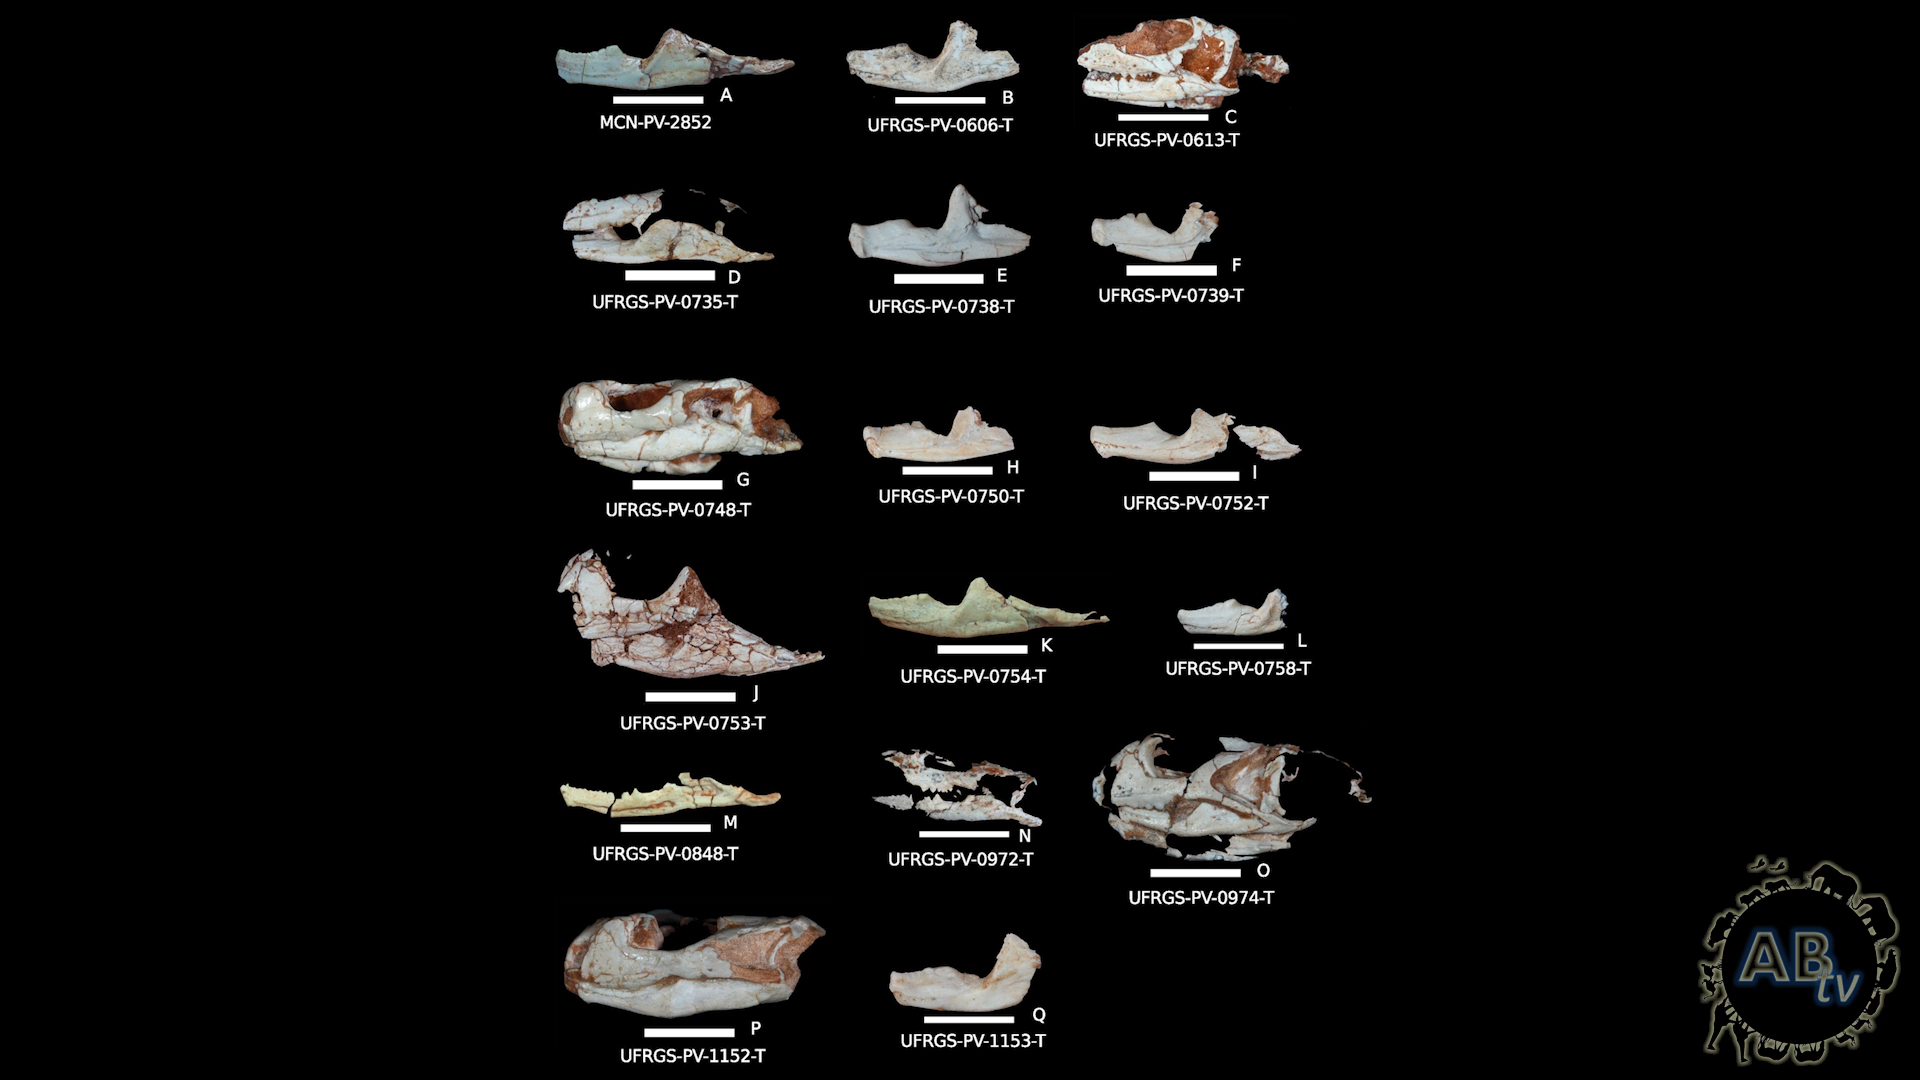 A
MCN-PV-2852
B
UFRGS-PV-0606-T
C
UFRGS-PV-0613-T
D
UFRGS-PV-0735-T
E
UFRGS-PV-0738-T
F
UFRGS-PV-0739-T
G
UFRGS-PV-0748-T
H
UFRGS-PV-0750-T
I
UFRGS-PV-0752-T
J
UFRGS-PV-0753-T
K
UFRGS-PV-0754-T
L
UFRGS-PV-0758-T
M
UFRGS-PV-0848-T
N
UFRGS-PV-0972-T
O
UFRGS-PV-0974-T
P
UFRGS-PV-1152-T
Q
UFRGS-PV-1153-T
AB
tv